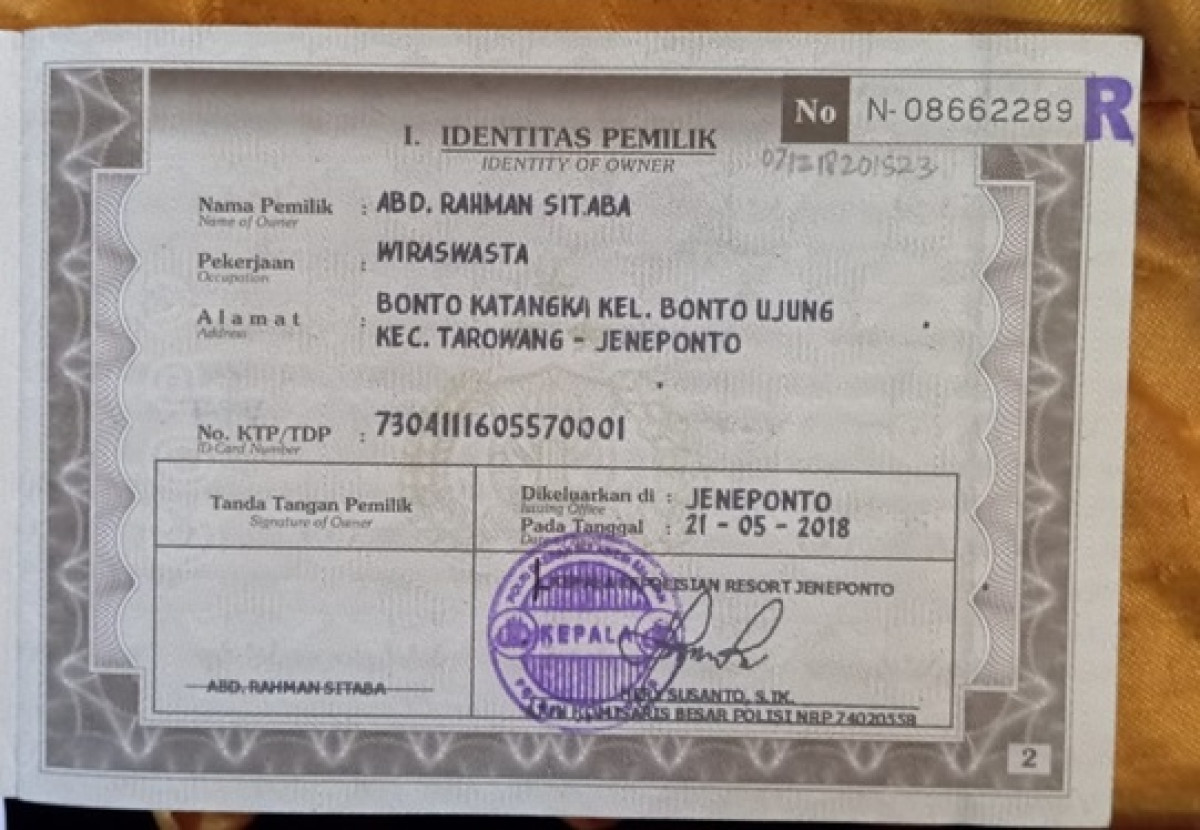 No N- 08662289 R
I. IDENTITAS PEMILIK
IDENTITY OF OWNER
071218201523
Nama Pemilik : ABD. RAHMAN SITABA
Name of Owner
Pekerjaan : WIRASWASTA
Occupation
Alamat : BONTO KATANGKA KEL. BONTO UJUNG
Address
KEC. TAROWANG - JENEPONTO
No. KTP/TDP : 7304111605570001
ID Card Number
Tanda Tangan Pemilik
Signature of Owner
Dikeluarkan di : JENEPONTO
Issuing Office
Pada Tanggal : 21 - 05 - 2018
RESORT JENEPONTO
KEPALA
ABD. RAHMAN SITABA
SUSANTO, S.IK.
BESAR POLISI NRP 74020558
2